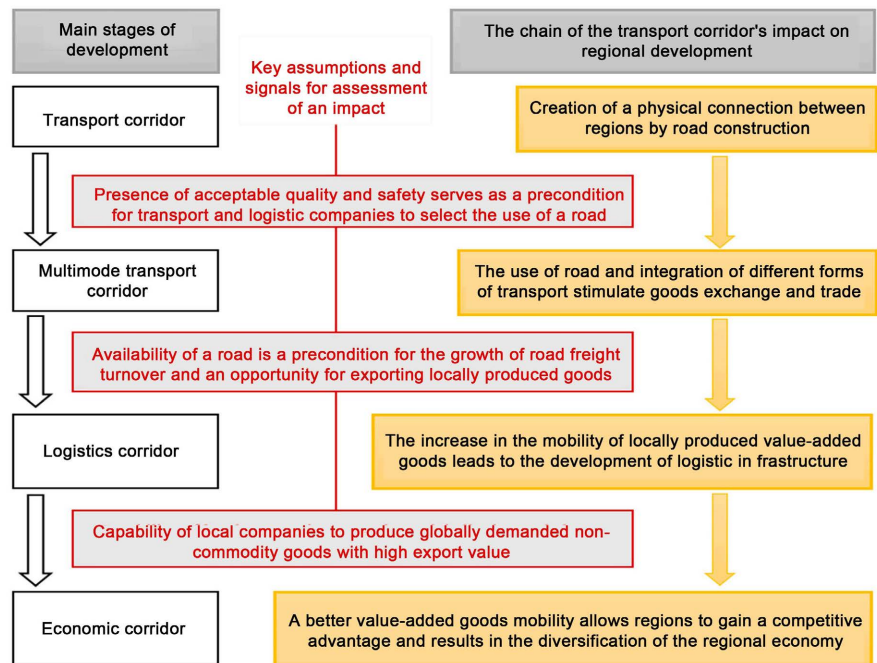 Main stages of
development
Key assumptions and
signals for assessment
of an impact
The chain of the transport corridor's impact on
regional development
Transport corridor
Creation of a physical connection between
regions by road construction
Presence of acceptable quality and safety serves as a precondition
for transport and logistic companies to select the use of a road
Multimode transport
corridor
The use of road and integration of different forms
of transport stimulate goods exchange and trade
Availability of a road is a precondition for the growth of road freight
turnover and an opportunity for exporting locally produced goods
Logistics corridor
The increase in the mobility of locally produced value-added
goods leads to the development of logistic in frastructure
Capability of local companies to produce globally demanded non-
commodity goods with high export value
Economic corridor
A better value-added goods mobility allows regions to gain a competitive
advantage and results in the diversification of the regional economy